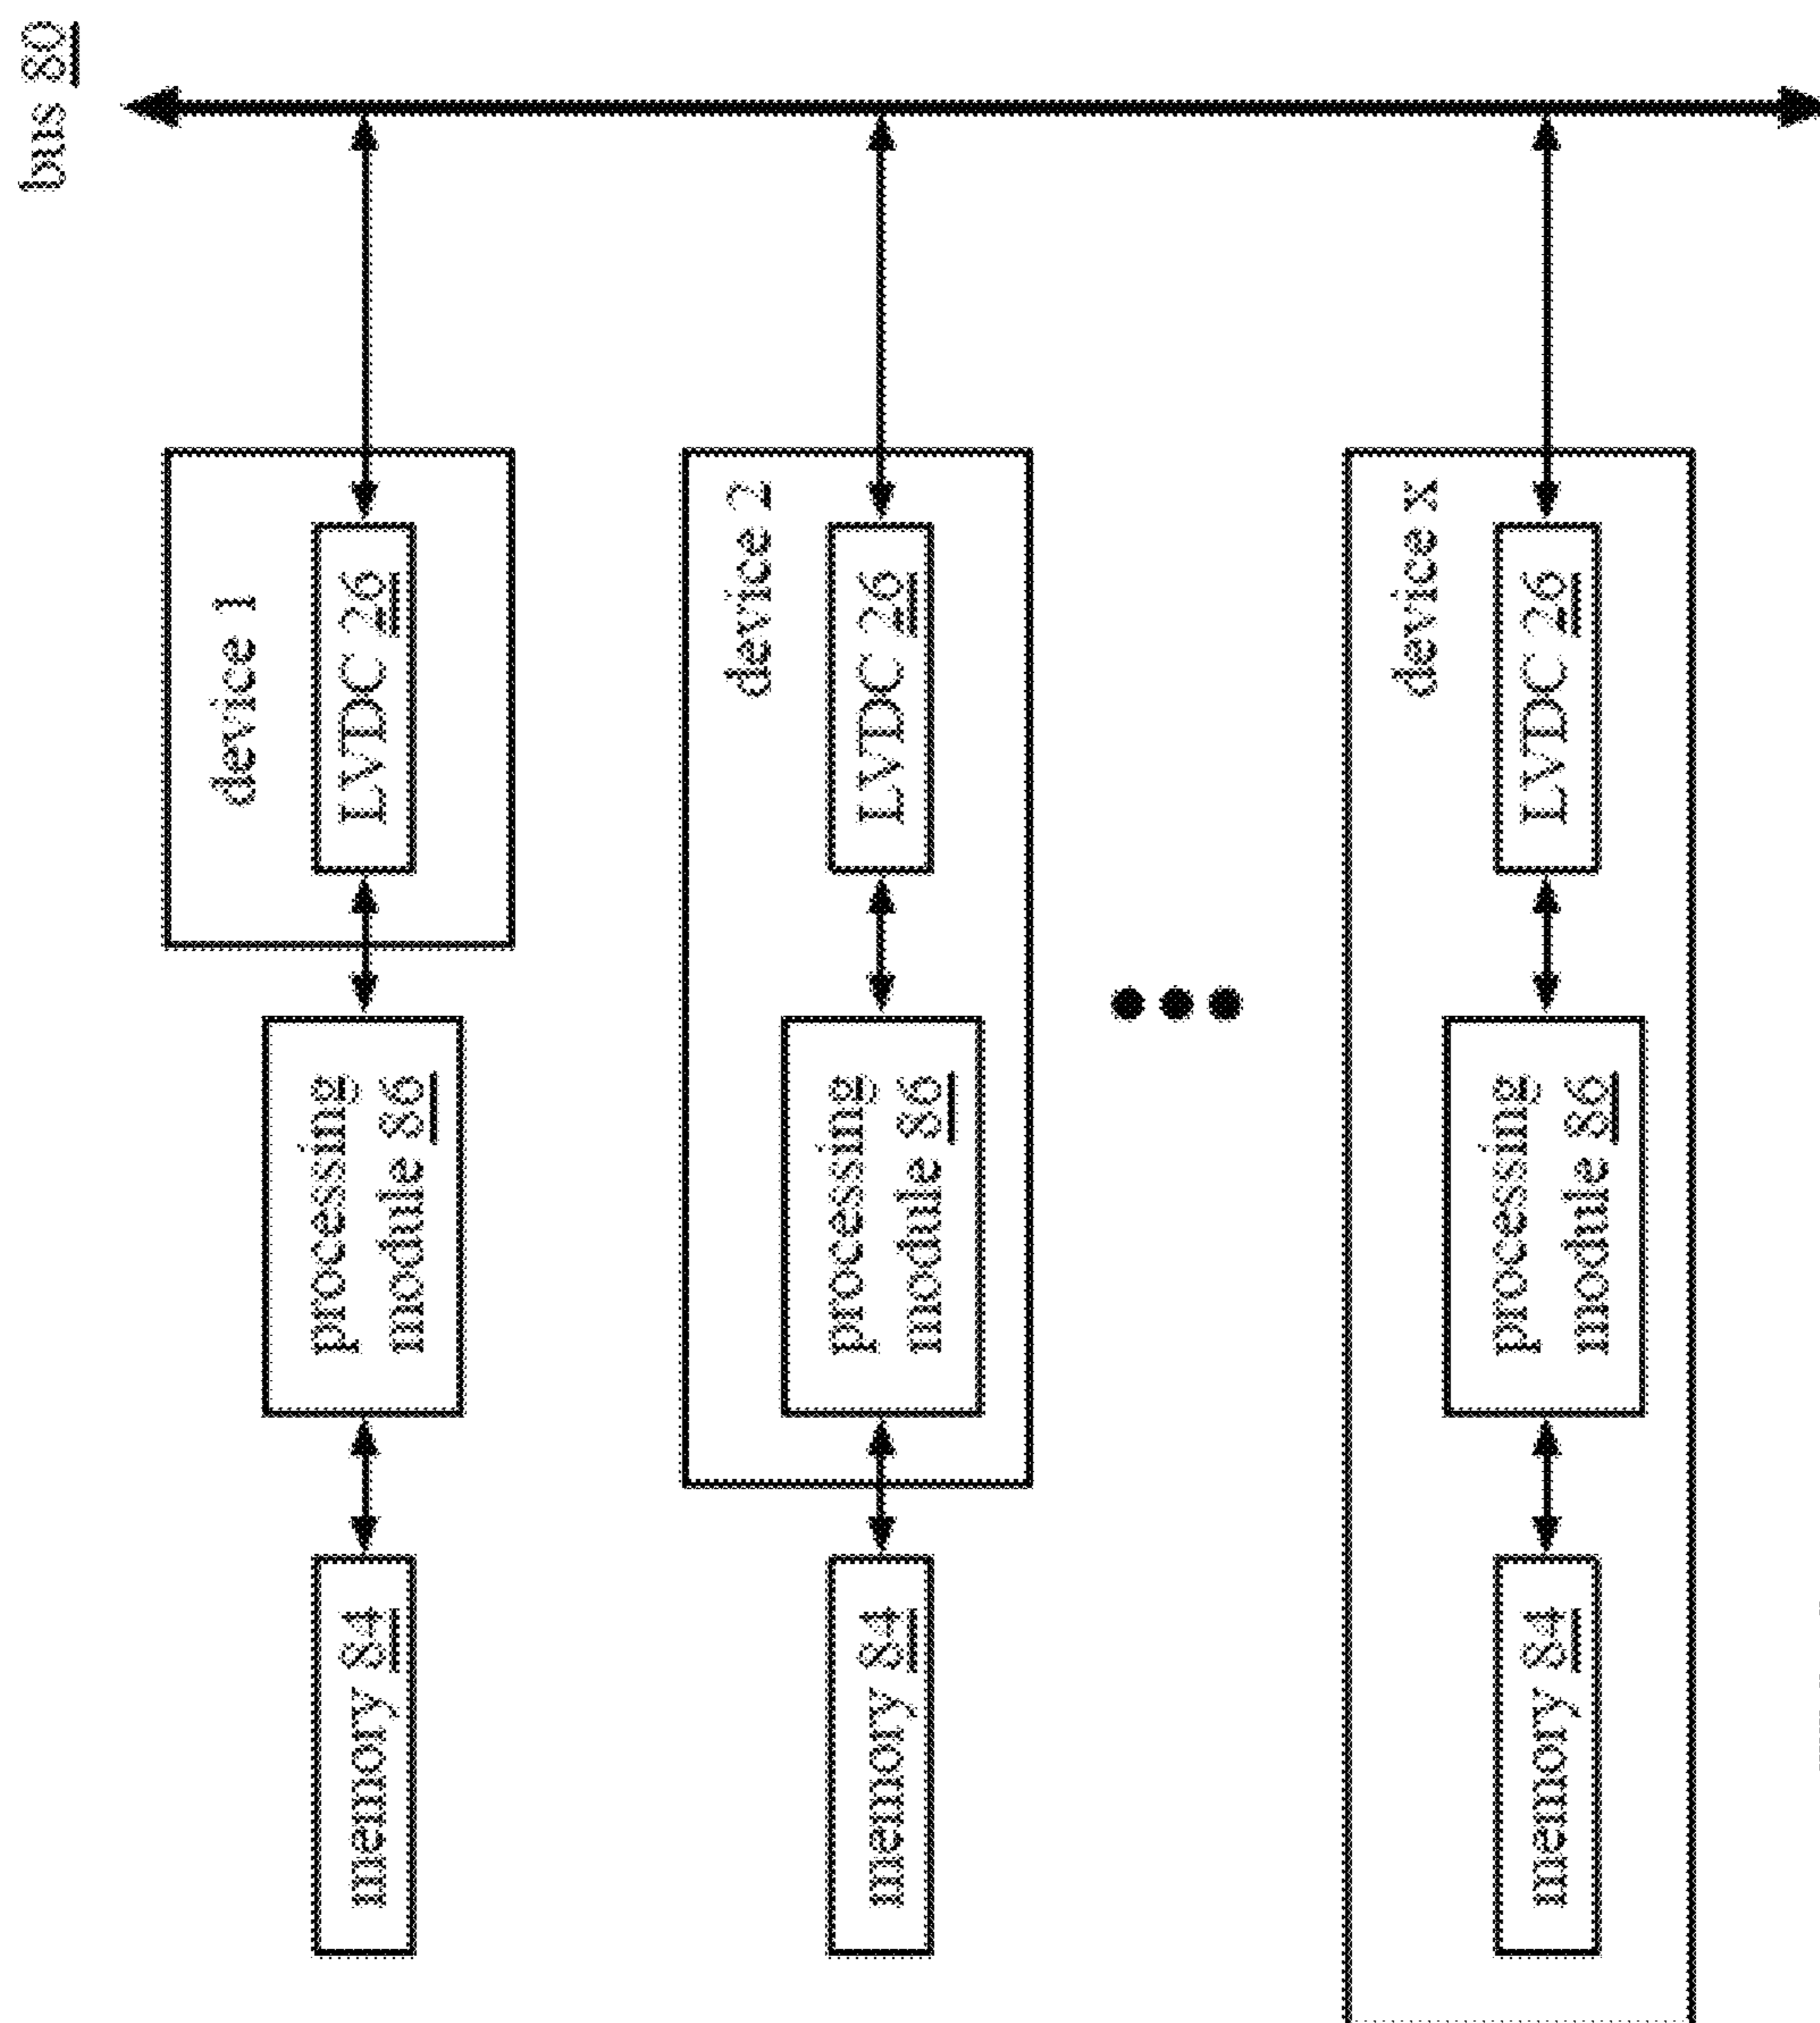 bus 80
device 1
LVDC 26
processing
module 86
memory 84
device 2
LVDC 26
processing
module 86
memory 84
device x
LVDC 26
processing
module 86
memory 84